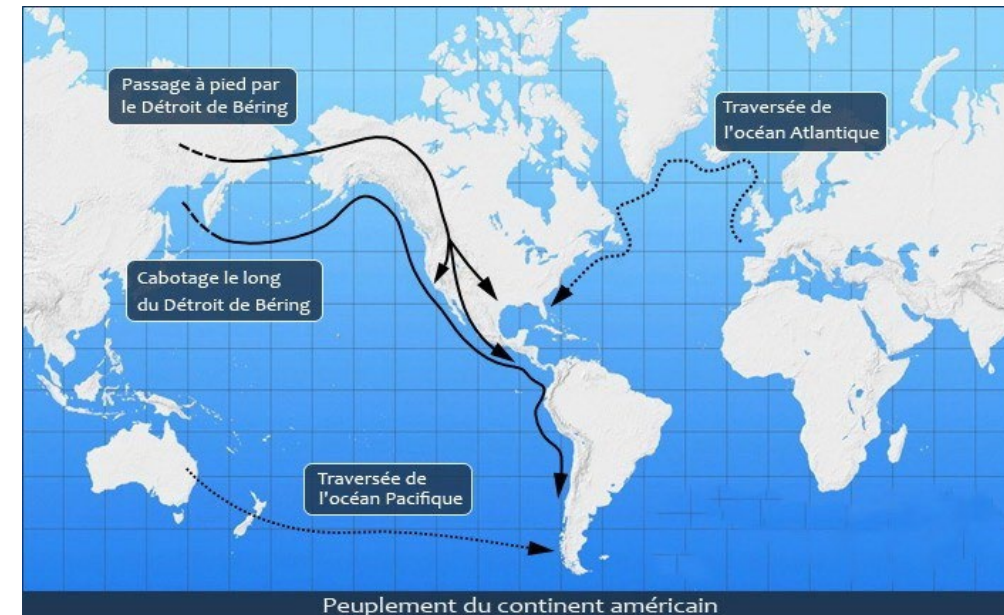 Passage à pied par
le Détroit de Béring
Traversée de
l'océan Atlantique
Cabotage le long
du Détroit de Béring
Traversée de
l'océan Pacifique
Peuplement du continent américain